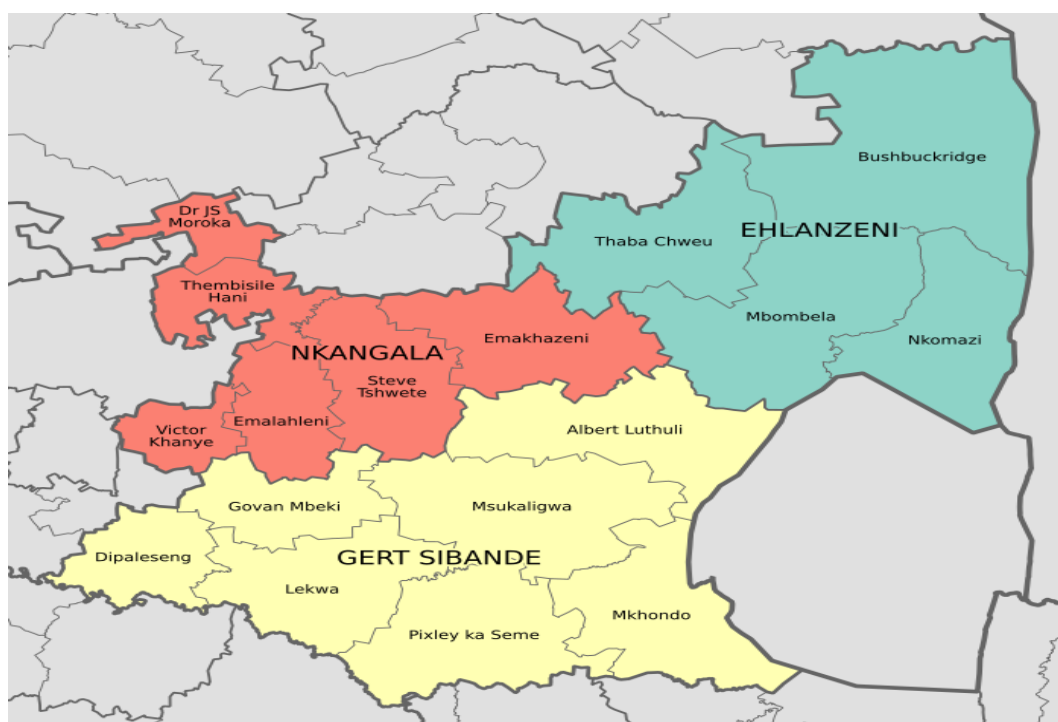 Bushbuckridge
Dr JS
Moroka
EHLANZENI
Thaba Chweu
Thembisile
Hani
Mbombela
Emakhazeni
Nkomazi
NKANGALA
Steve
Tshwete
Emalahleni
Victor
Khanye
Albert Luthuli
Govan Mbeki
Msukaligwa
Dipaleseng
GERT SIBANDE
Lekwa
Mkhondo
Pixley ka Seme